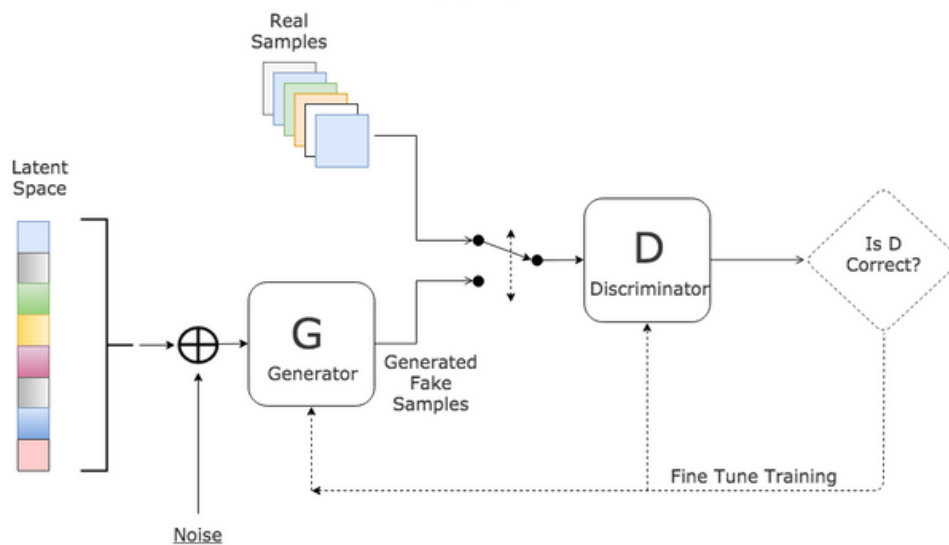 Real
Samples
Latent
Space
G
Generator
Generated
Fake
Samples
D
Discriminator
Is D
Correct?
Fine Tune Training
Noise